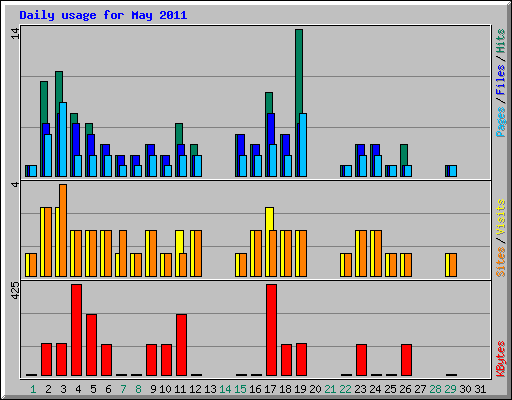 Daily usage for May 2011
14
Pages / Files / Hits
4
Sites / Visits
425
KBytes
1 2 3 4 5 6 7 8 9 10 11 12 13 14 15 16 17 18 19 20 21 22 23 24 25 26 27 28 29 30 31